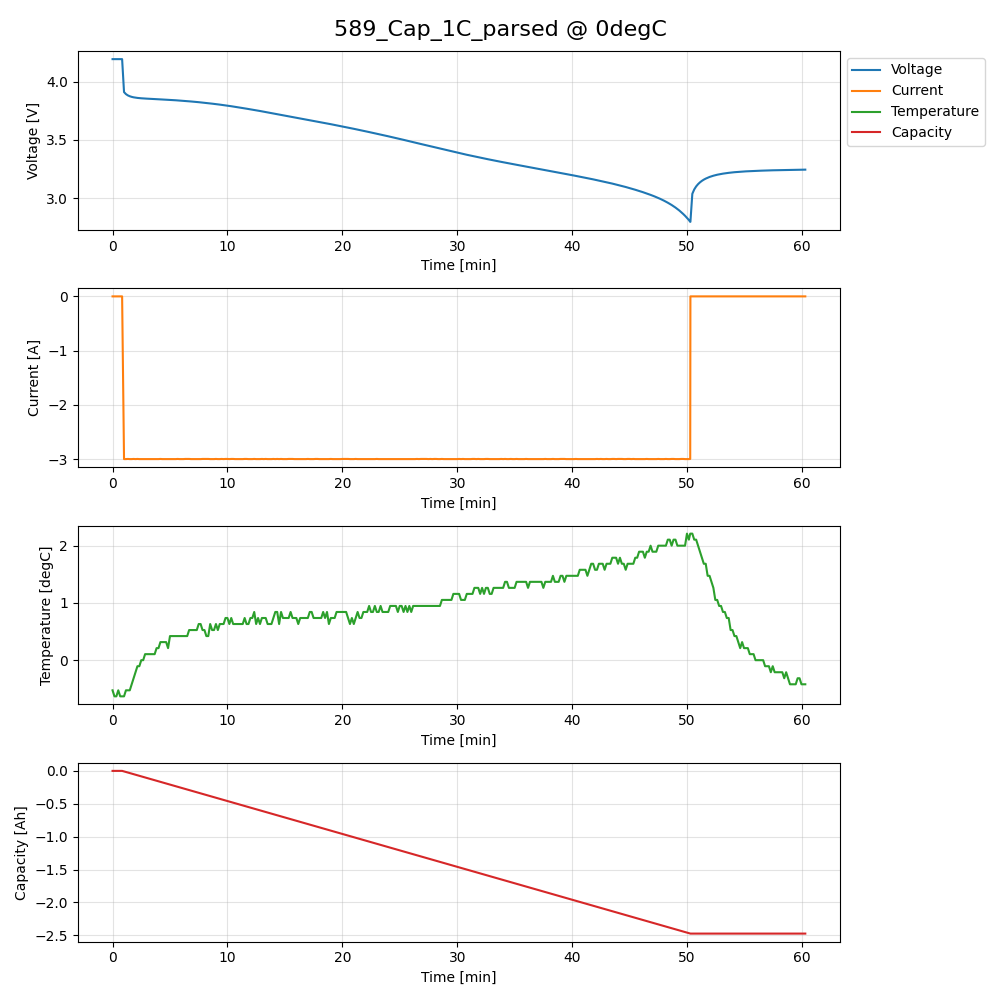 589_Cap_1C_parsed @ 0degC
Voltage [V]
4.0
3.5
3.0
0 10 20 30 40 50 60
Time [min]
Voltage
Current
Temperature
Capacity
Current [A]
0
−1
−2
−3
0 10 20 30 40 50 60
Time [min]
Temperature [degC]
2
1
0
0 10 20 30 40 50 60
Time [min]
Capacity [Ah]
0.0
−0.5
−1.0
−1.5
−2.0
−2.5
0 10 20 30 40 50 60
Time [min]